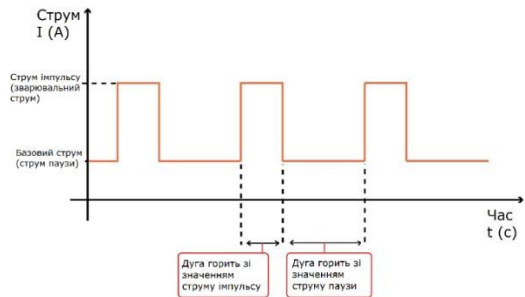 Струм
I (A)
Струм імпульсу
(зварювальний
струм)
Базовий струм
(струм паузи)
Час
t (c)
Дуга горить зі
значенням
струму імпульсу
Дуга горить зі
значенням
струму паузи